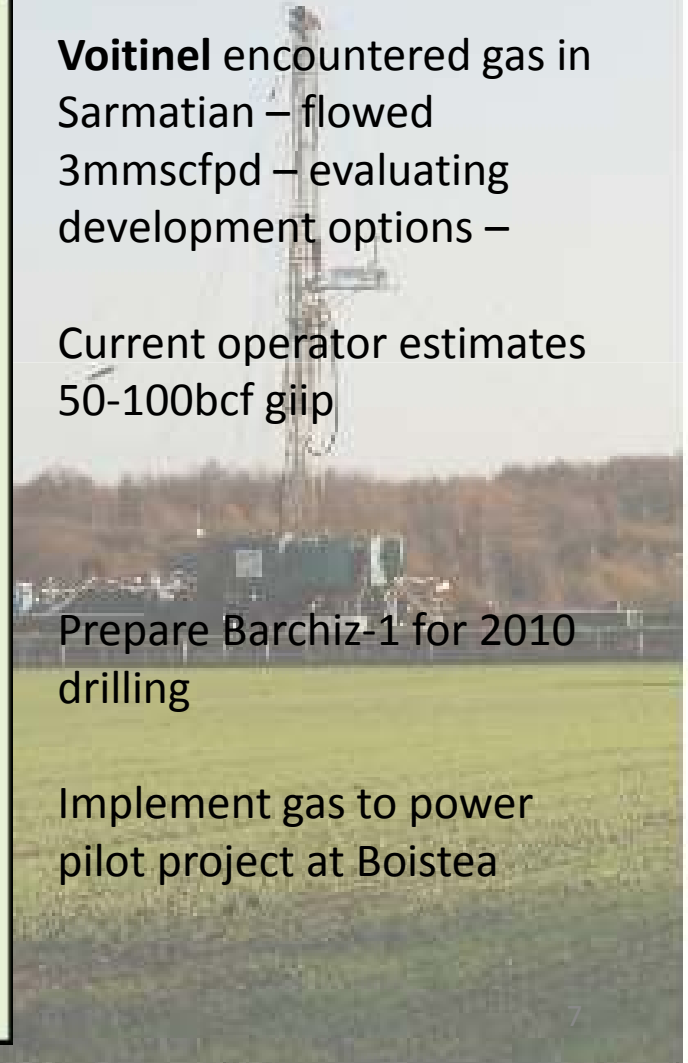 Voitinel encountered gas in
Sarmatian – flowed
3mmscfpd – evaluating
development options –
Current operator estimates
50-100bcf giip
Prepare Barchiz-1 for 2010
drilling
Implement gas to power
pilot project at Boistea
7